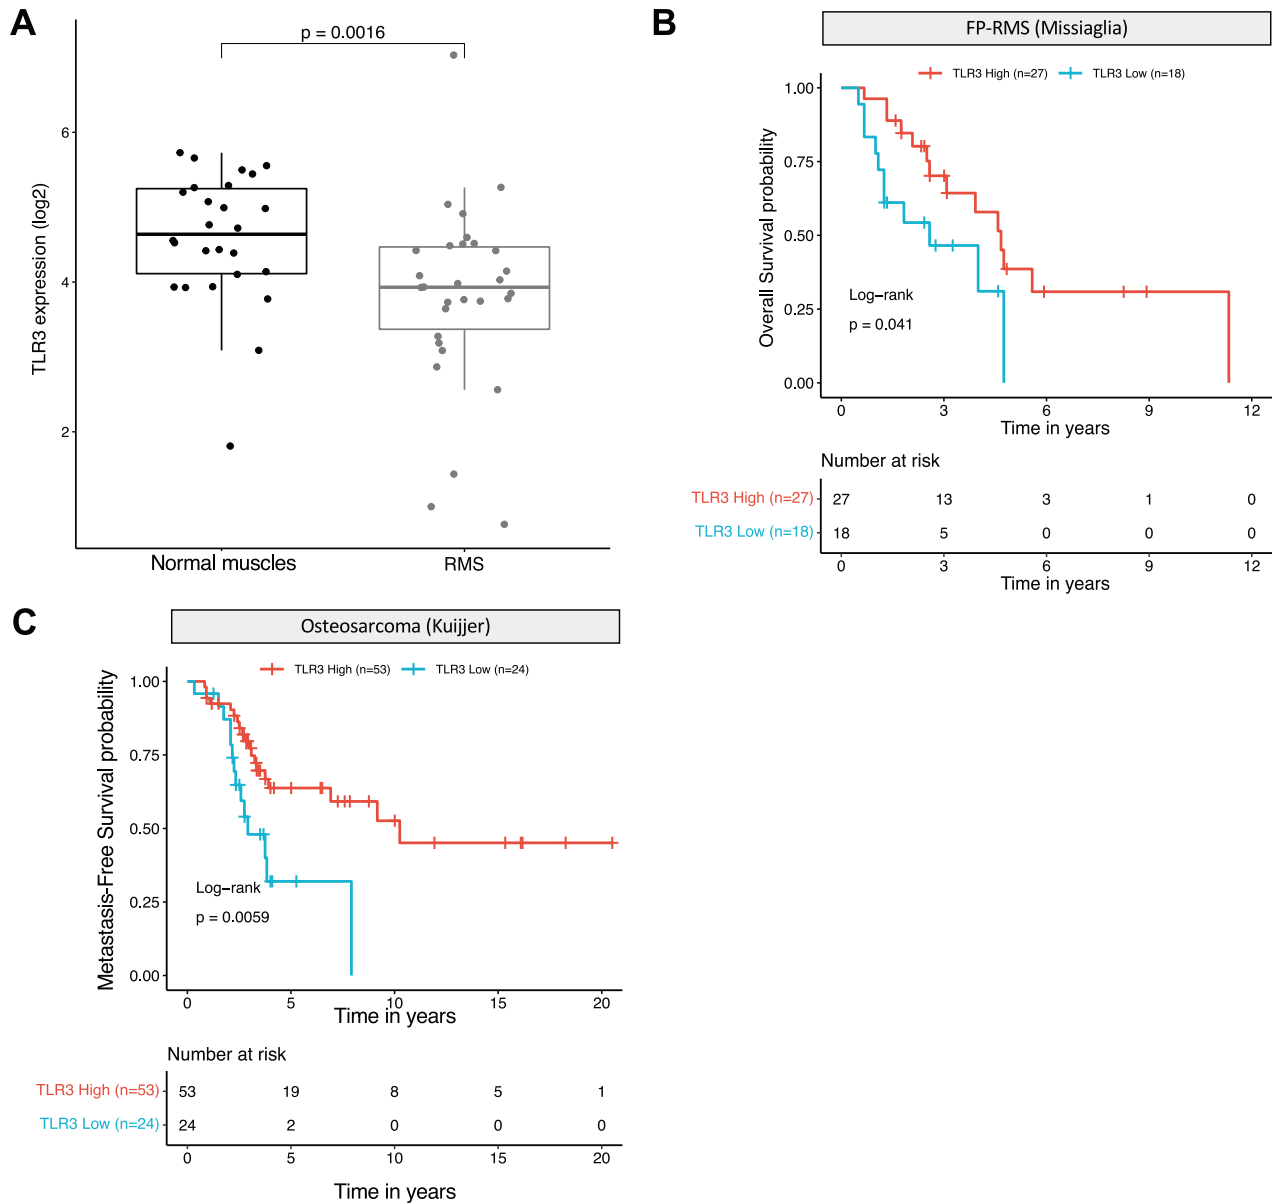 A
p = 0.0016
TLR3 expression (log2)
6
4
2
Normal muscles
RMS
B
FP-RMS (Missiaglia)
TLR3 High (n=27)
TLR3 Low (n=18)
Overall Survival probability
1.00
0.75
0.50
0.25
0.00
Log-rank
p = 0.041
0 3 6 9 12
Time in years
Number at risk
TLR3 High (n=27) 27 13 3 1 0
TLR3 Low (n=18) 18 5 0 0 0
0 3 6 9 12
Time in years
C
Osteosarcoma (Kuijjer)
TLR3 High (n=53)
TLR3 Low (n=24)
Metastasis-Free Survival probability
1.00
0.75
0.50
0.25
0.00
Log-rank
p = 0.0059
0 5 10 15 20
Time in years
Number at risk
TLR3 High (n=53) 53 19 8 5 1
TLR3 Low (n=24) 24 2 0 0 0
0 5 10 15 20
Time in years